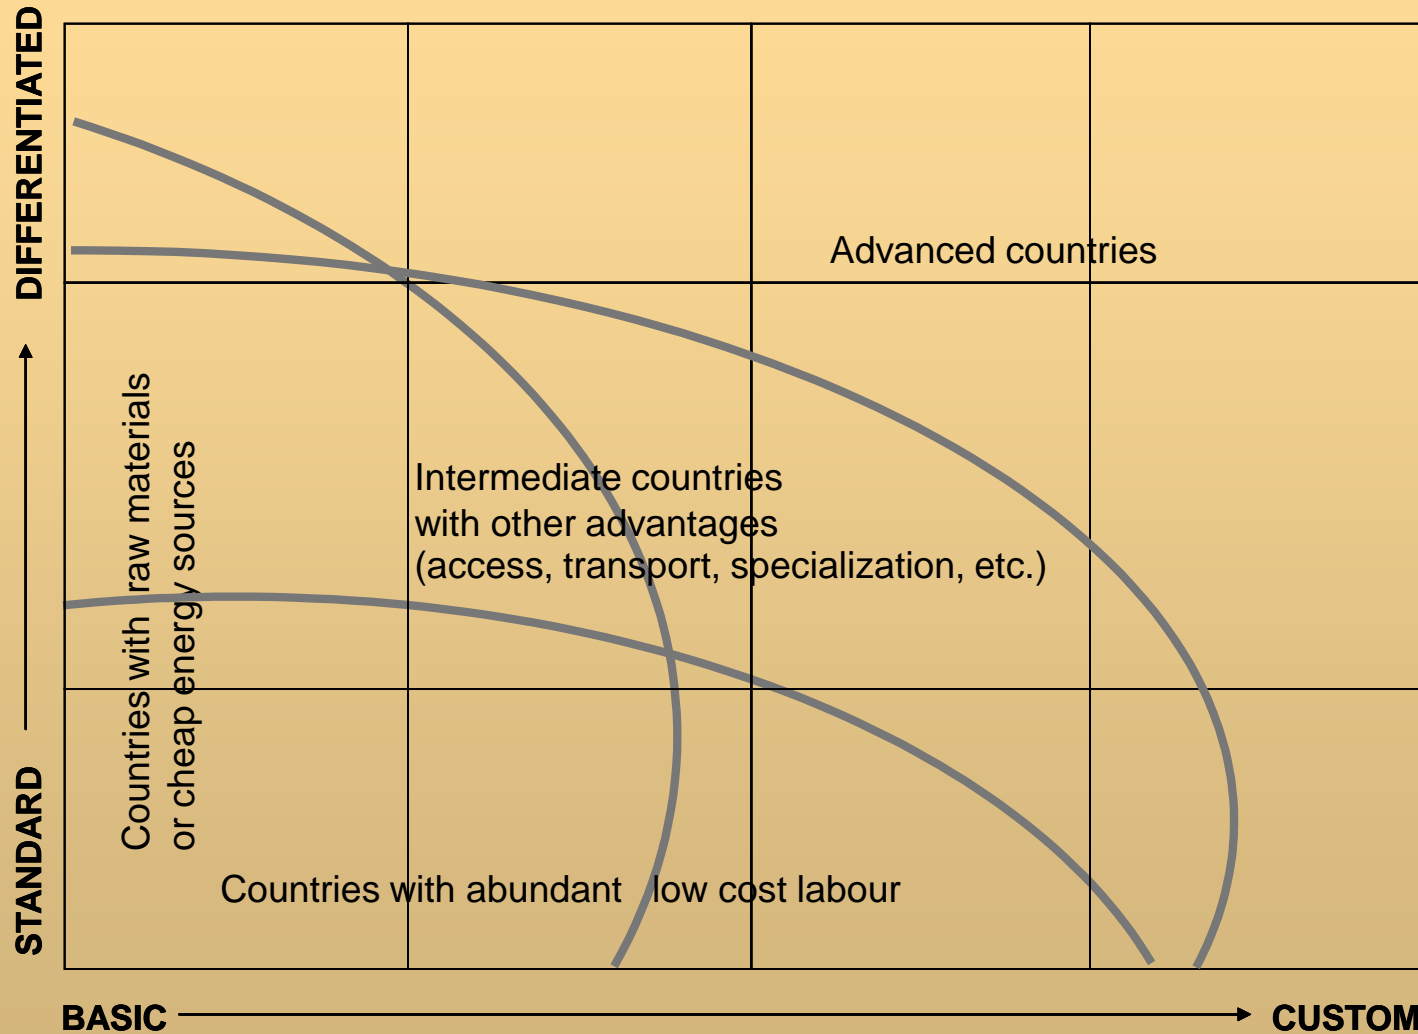 DIFFERENTIATED
STANDARD
Advanced countries
Countries with raw materials
or cheap energy sources
Intermediate countries
with other advantages
(access, transport, specialization, etc.)
Countries with abundant low cost labour
BASIC
CUSTOM